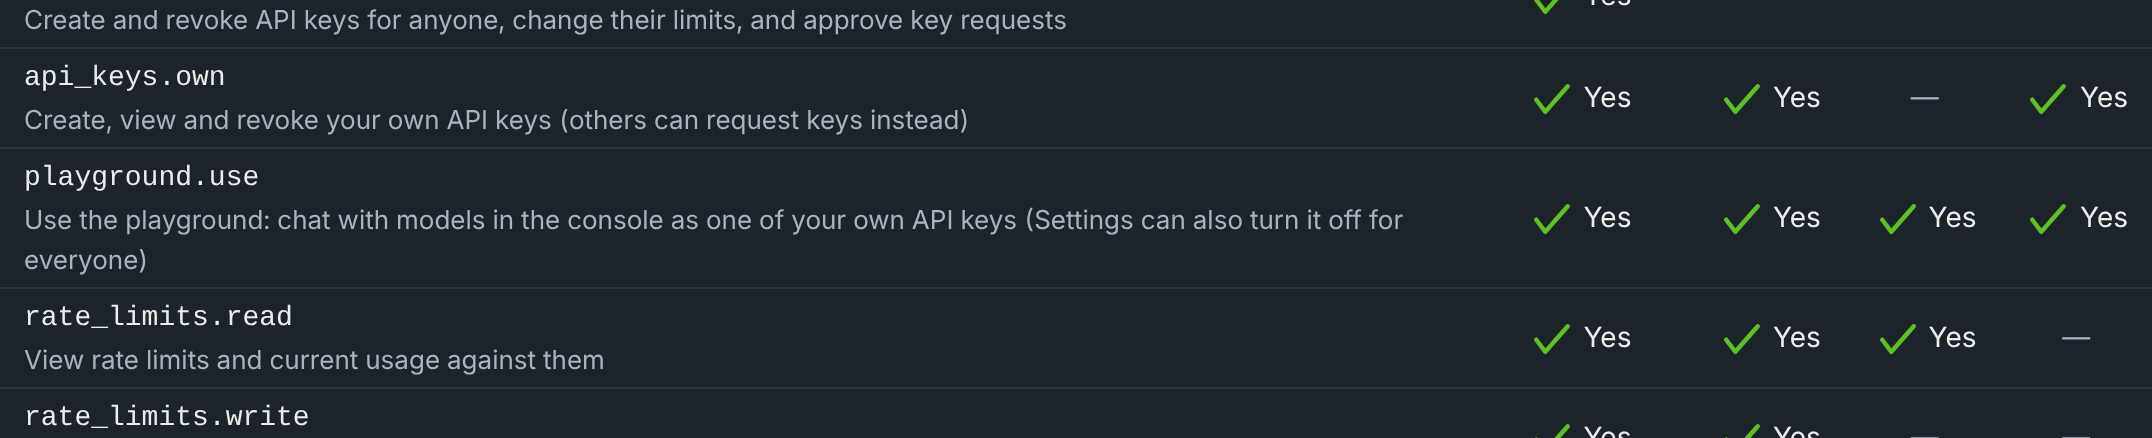 Yes
Create and revoke API keys for anyone, change their limits, and approve key requests
api_keys.own
Yes Yes — Yes
Create, view and revoke your own API keys (others can request keys instead)
playground.use
Use the playground: chat with models in the console as one of your own API keys (Settings can also turn it off for
everyone)
Yes Yes Yes Yes
rate_limits.read
Yes Yes Yes —
View rate limits and current usage against them
rate_limits.write
Yes Yes — —